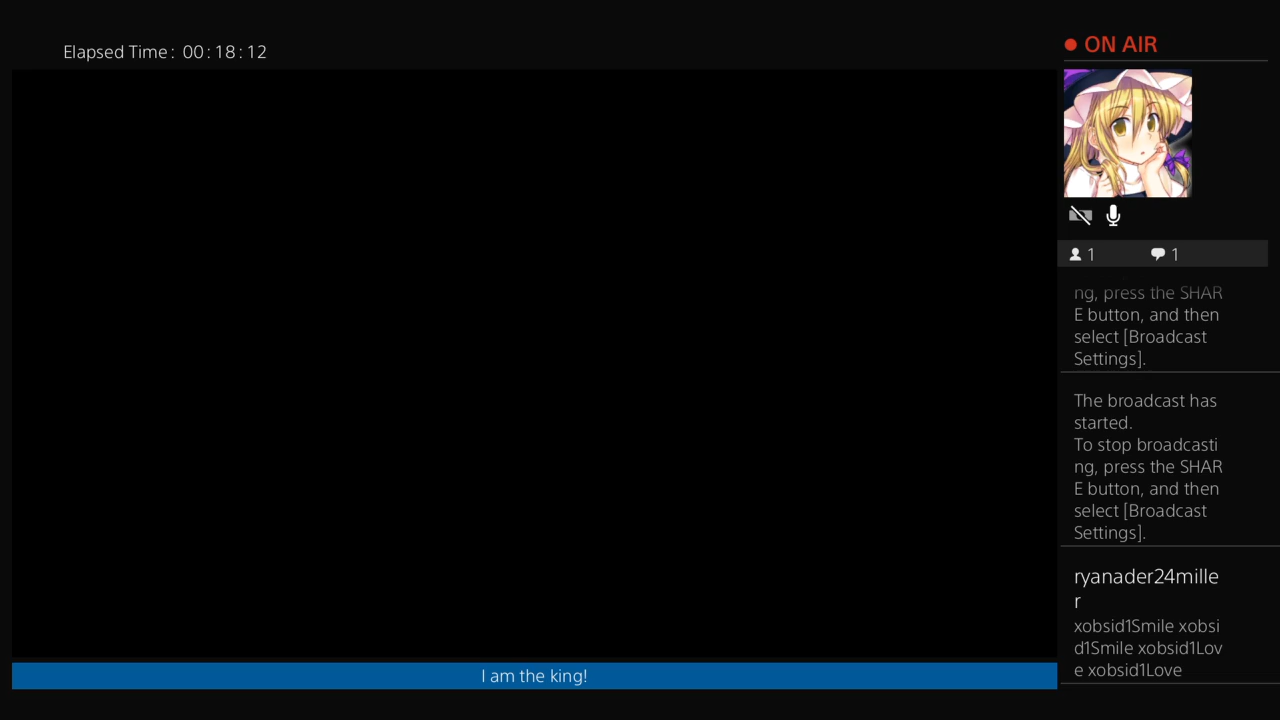 Elapsed Time: 00:18:12
ON AIR
1
1
ng, press the SHAR
E button, and then
select [Broadcast
Settings].
The broadcast has
started.
To stop broadcasti
ng, press the SHAR
E button, and then
select [Broadcast
Settings].
ryanader24mille
r
xobsid1Smile xobsi
d1Smile xobsid1Lov
e xobsid1Love
I am the king!